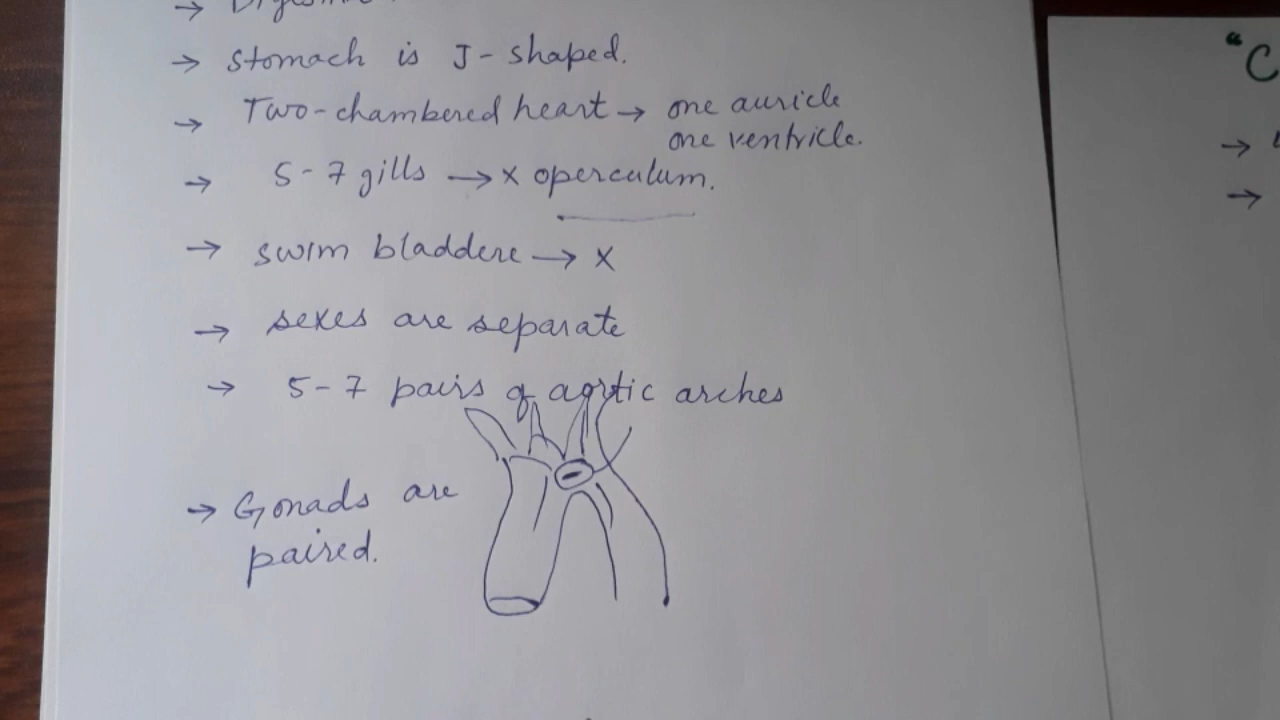 → Digestive
→ Stomach is J-shaped.
→ Two-chambered heart → one auricle
one ventricle.
→ 5-7 gills → x operculum.
→ swim bladdere → x
→ sexes are separate
→ 5-7 pairs of aortic arches
→ Gonads are
paired.
"C
→
→